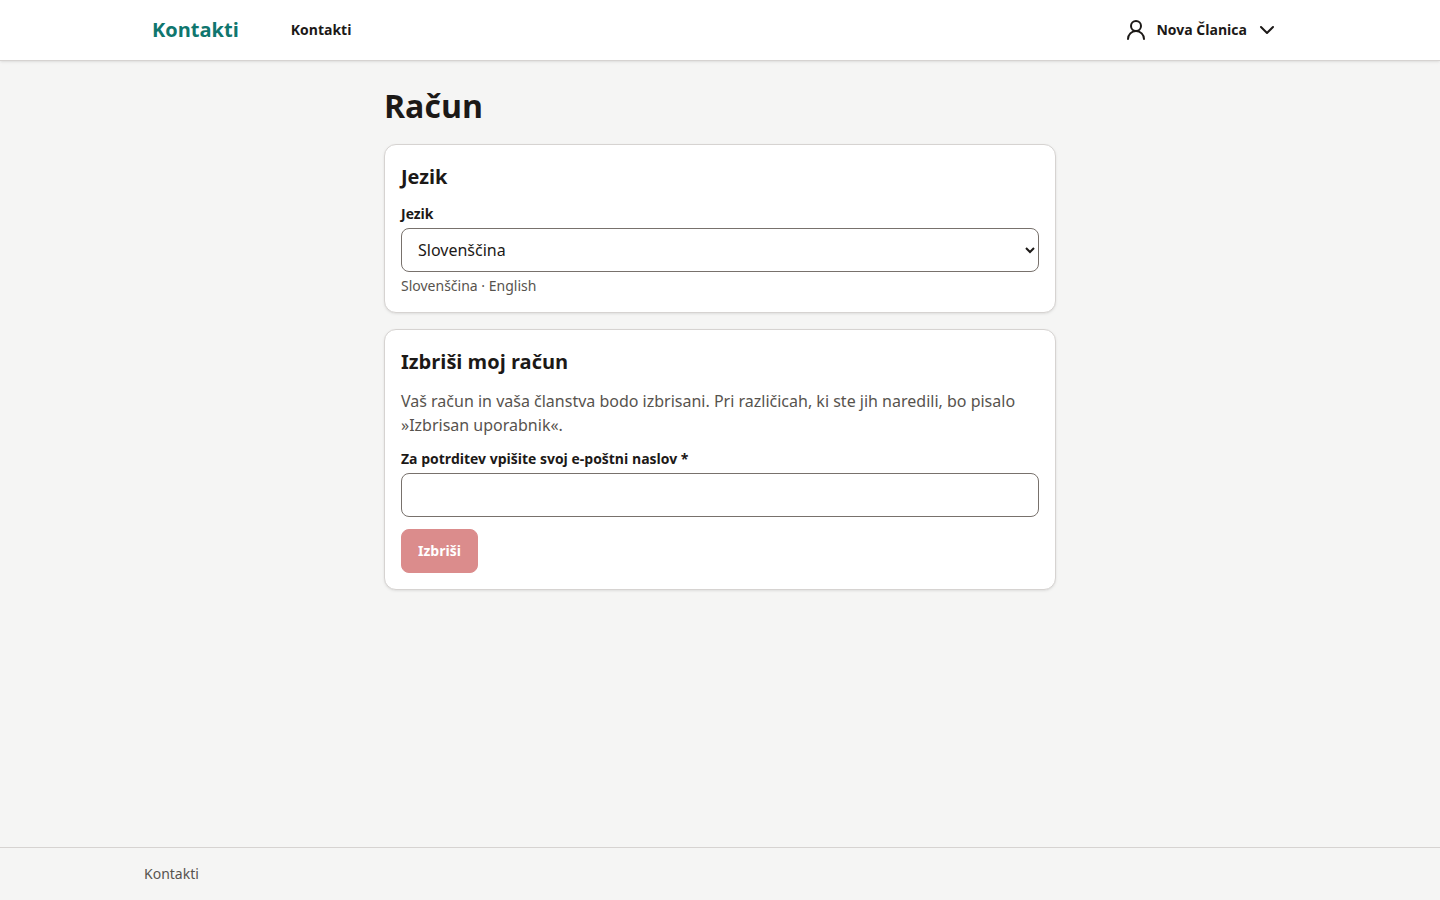 Kontakti
Kontakti
Nova Članica
Račun
Jezik
Jezik
Slovenščina
Slovenščina · English
Izbriši moj račun
Vaš račun in vaša članstva bodo izbrisani. Pri različicah, ki ste jih naredili, bo pisalo
»Izbrisan uporabnik«.
Za potrditev vpišite svoj e-poštni naslov *
Izbriši
Kontakti